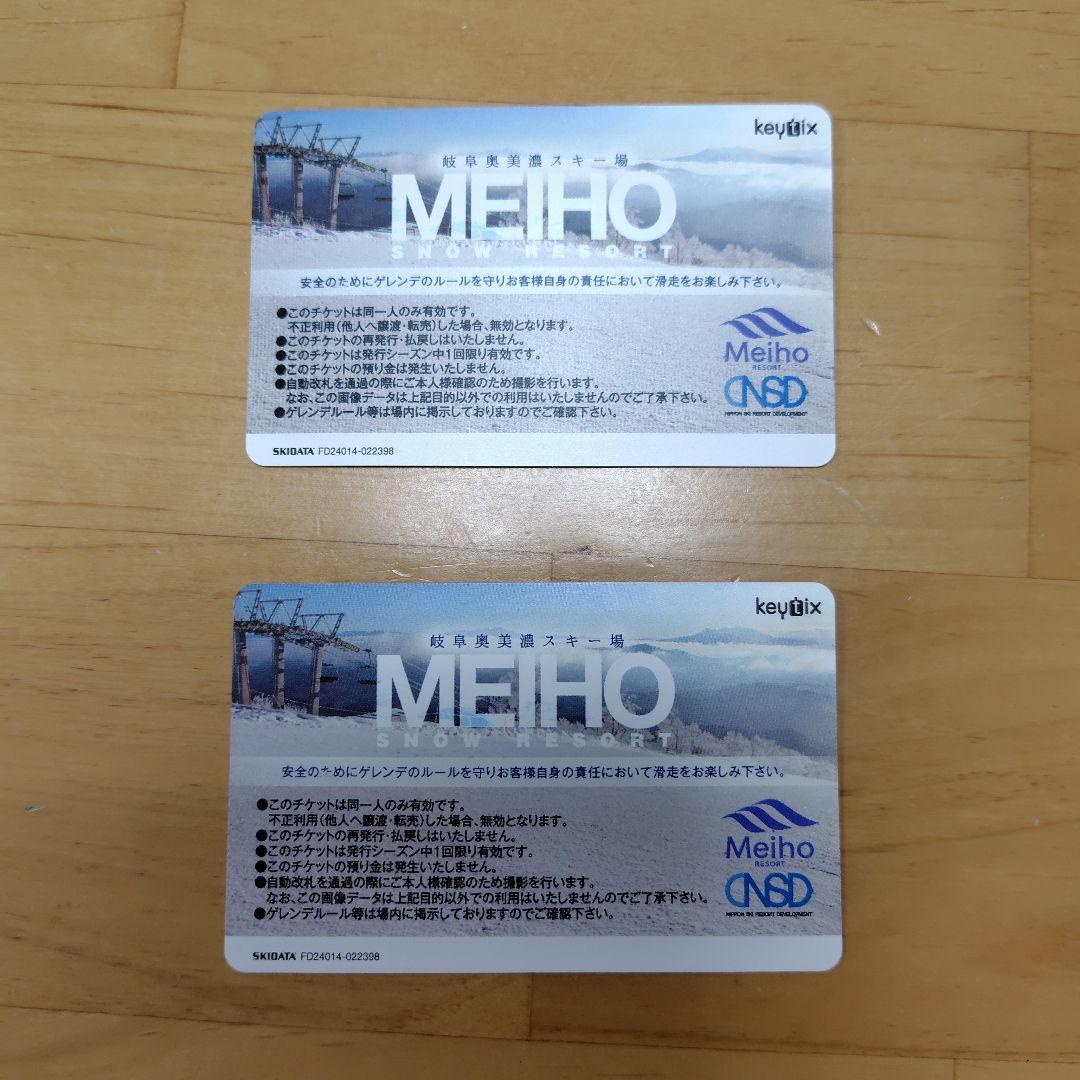 keytix
岐阜奥美濃スキー場
MEIHO
SNOW RESORT
安全のためにゲレンデのルールを守りお客様自身の責任において滑走をお楽しみ下さい。
●このチケットは同一人のみ有効です。
不正利用(他人へ譲渡・転売)した場合、無効となります。
●このチケットの再発行・払戻しはいたしません。
●このチケットは発行シーズン中1回限り有効です。
●このチケットの預り金は発生いたしません。
●自動改札を通過の際にご本人様確認のため撮影を行います。
なお、この画像データは上記目的以外での利用はいたしませんのでご了承下さい。
●ゲレンデルール等は場内に掲示しておりますのでご確認下さい。
Meiho
RESORT
NSD
NIPPON SKI RESORT DEVELOPMENT
SKIDATA FD24014-022398
keytix
岐阜奥美濃スキー場
MEIHO
SNOW RESORT
安全のためにゲレンデのルールを守りお客様自身の責任において滑走をお楽しみ下さい。
●このチケットは同一人のみ有効です。
不正利用(他人へ譲渡・転売)した場合、無効となります。
●このチケットの再発行・払戻しはいたしません。
●このチケットは発行シーズン中1回限り有効です。
●このチケットの預り金は発生いたしません。
●自動改札を通過の際にご本人様確認のため撮影を行います。
なお、この画像データは上記目的以外での利用はいたしませんのでご了承下さい。
●ゲレンデルール等は場内に掲示しておりますのでご確認下さい。
Meiho
RESORT
NSD
NIPPON SKI RESORT DEVELOPMENT
SKIDATA FD24014-022398